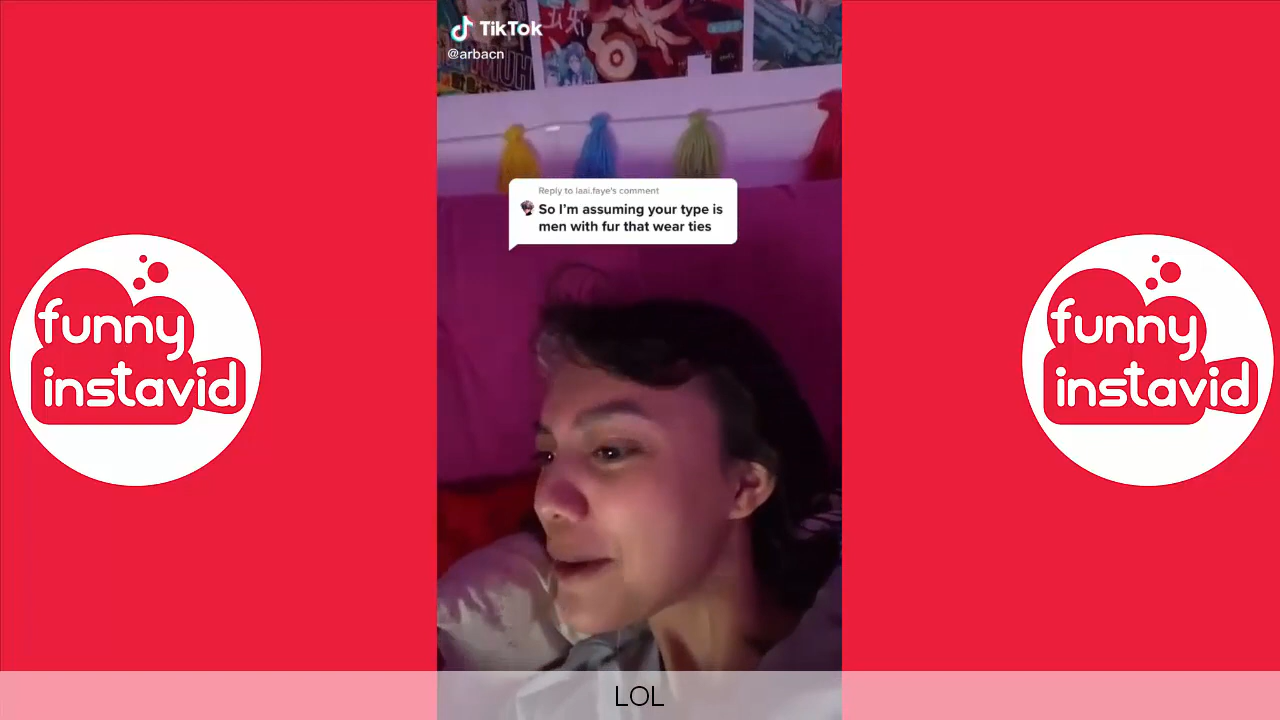 TikTok
@arbacn
Reply to laai.faye's comment
So I'm assuming your type is
men with fur that wear ties
funny
instavid
funny
instavid
LOL